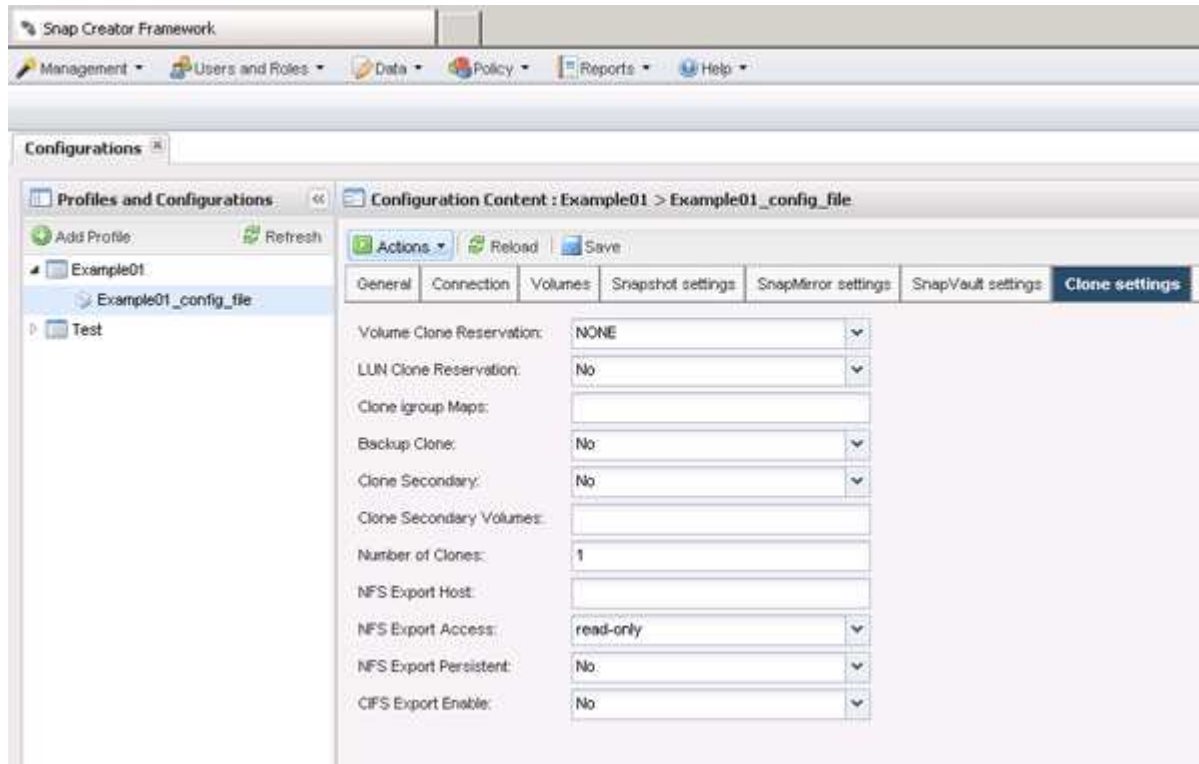 Snap Creator Framework
Management Users and Roles Data Policy Reports Help
Configurations
Profiles and Configurations
Add Profile Refresh
Example01
Example01_config_file
Test
Configuration Content : Example01 > Example01_config_file
Actions Reload Save
General Connection Volumes Snapshot settings SnapMirror settings SnapVault settings Clone settings
Volume Clone Reservation: NONE
LUN Clone Reservation: No
Clone igroup Maps:
Backup Clone: No
Clone Secondary: No
Clone Secondary Volumes:
Number of Clones: 1
NFS Export Host:
NFS Export Access: read-only
NFS Export Persistent: No
CIFS Export Enable: No